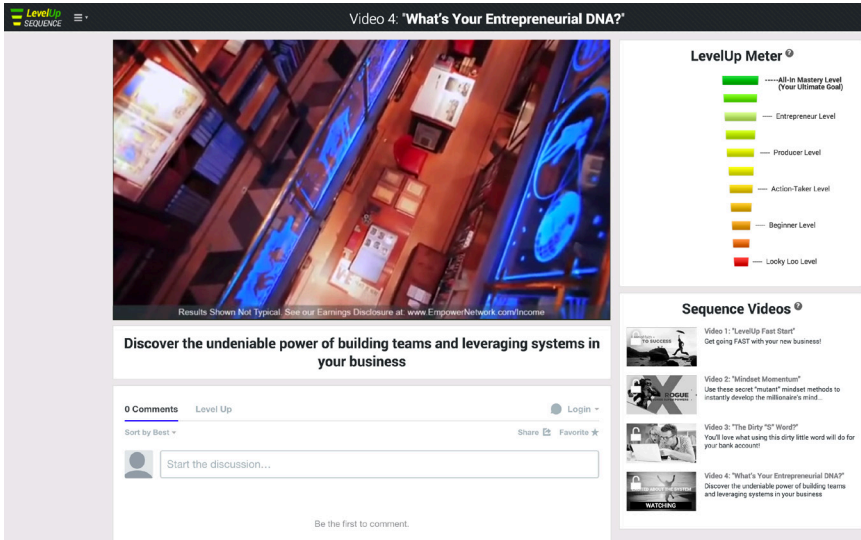 LevelUp
SEQUENCE
Video 4: "What's Your Entrepreneurial DNA?"
Results Shown Not Typical. See our Earnings Disclosure at: www.EmpowerNetwork.com/Income
Discover the undeniable power of building teams and leveraging systems in
your business
0 Comments
Level Up
Login
Sort by Best
Share
Favorite
Start the discussion...
Be the first to comment.
LevelUp Meter
-----All-In Mastery Level
(Your Ultimate Goal)
Entrepreneur Level
Producer Level
Action-Taker Level
Beginner Level
Looky Loo Level
Sequence Videos
TO SUCCESS
Video 1: "LevelUp Fast Start"
Get going FAST with your new business!
X
ROGUE
Video 2: "Mindset Momentum"
Use these secret "mutant" mindset methods to
instantly develop the millionaire's mind...
Video 3: "The Dirty "S" Word?"
You'll love what using this dirty little word will do for
your bank account!
WATCHING
Video 4: "What's Your Entrepreneurial DNA?"
Discover the undeniable power of building teams
and leveraging systems in your business